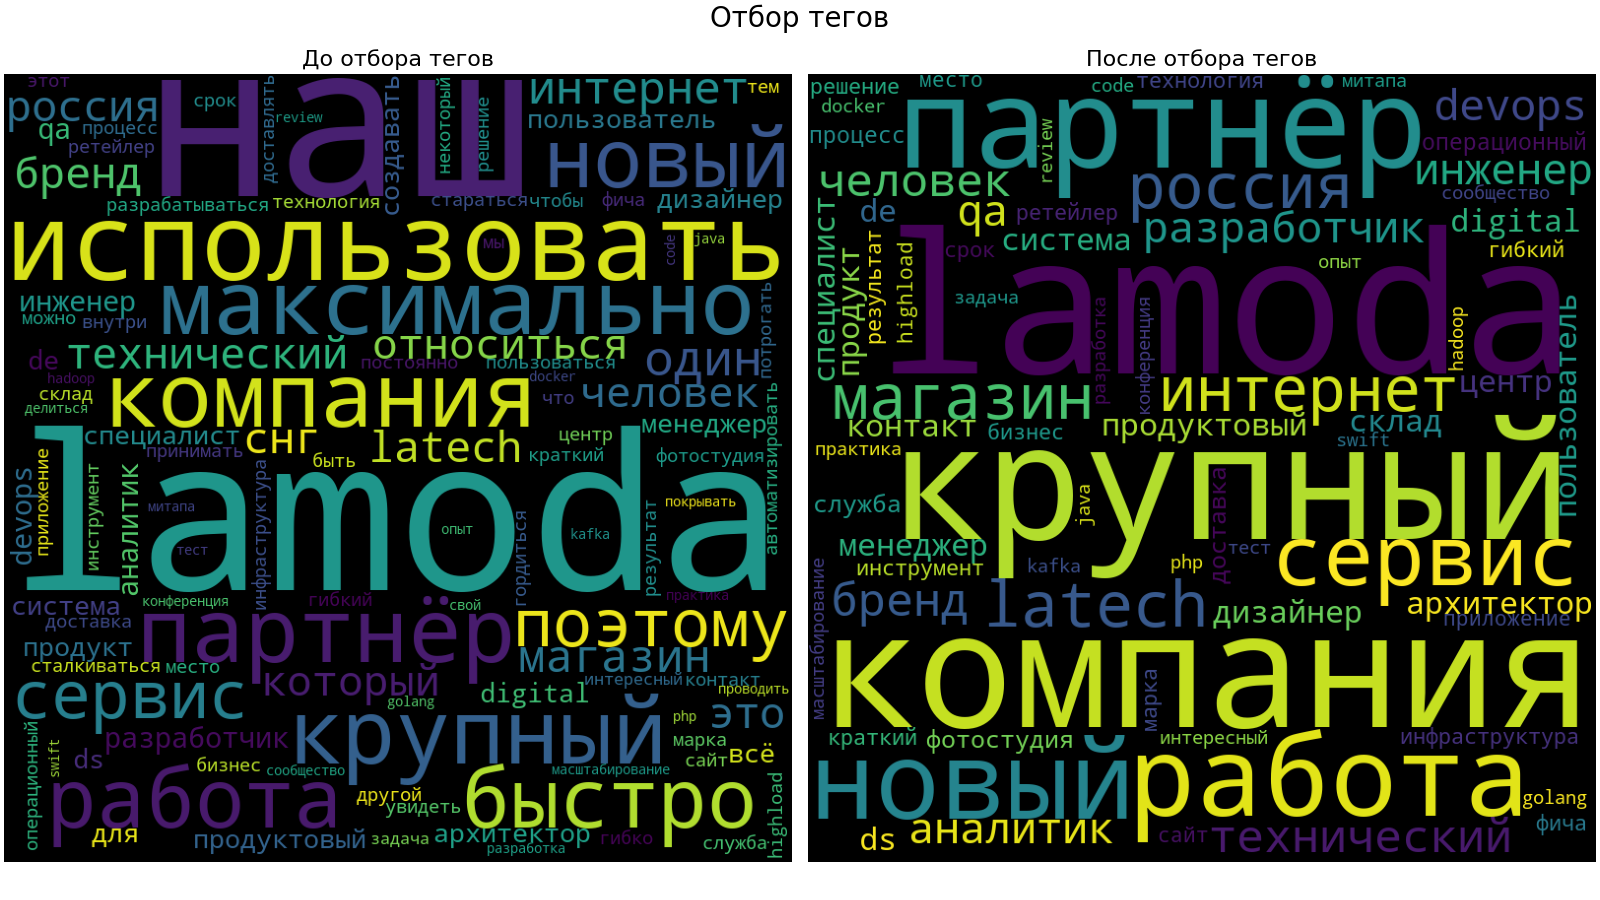 Отбор тегов
До отбора тегов
этот
россия
срок
наш
доставлять
review
создавать
некоторый
решение
интернет
тем
пользователь
qa
процесс
ретейлер
бренд
новый
разрабатываться
технология
стараться
чтобы
фича
дизайнер
использовать
мы
code
java
инженер
можно
внутри
максимально
потрогать
de
технический
относиться
постоянно
пользоваться
один
hadoop
склад
делиться
компания
docker
что
человек
специалист
принимать
снг
быть
latech
центр
краткий
менеджер
фотостудия
devops
приложение
инструмент
аналитик
митапа
тест
инфраструктура
lamoda
опыт
гордиться
kafka
результат
покрывать
автоматизировать
система
конференция
доставка
гибкий
свой
практика
партнёр
поэтому
продукт
сталкиваться
место
магазин
который
интересный
контакт
сервис
golang
digital
проводить
операционный
swift
разработчик
ds
бизнес
сообщество
крупный
php
это
марка
сайт
всё
масштабирование
работа
другой
увидеть
быстро
highload
для
продуктовый
задача
архитектор
разработка
гибко
служба
После отбора тегов
решение
место
code
технология
митапа
docker
партнёр
devops
процесс
review
операционный
человек
россия
инженер
сообщество
de
qa
ретейлер
разработчик
digital
специалист
продукт
результат
highload
срок
система
гибкий
опыт
lamoda
задача
разработка
конференция
hadoop
пользователь
магазин
интернет
центр
контакт
бизнес
продуктовый
склад
swift
практика
крупный
служба
java
менеджер
инструмент
kafka
php
доставка
тест
сервис
масштабирование
бренд
latech
дизайнер
архитектор
приложение
компания
марка
краткий
фотостудия
интересный
инфраструктура
новый
работа
golang
фича
ds
аналитик
сайт
технический